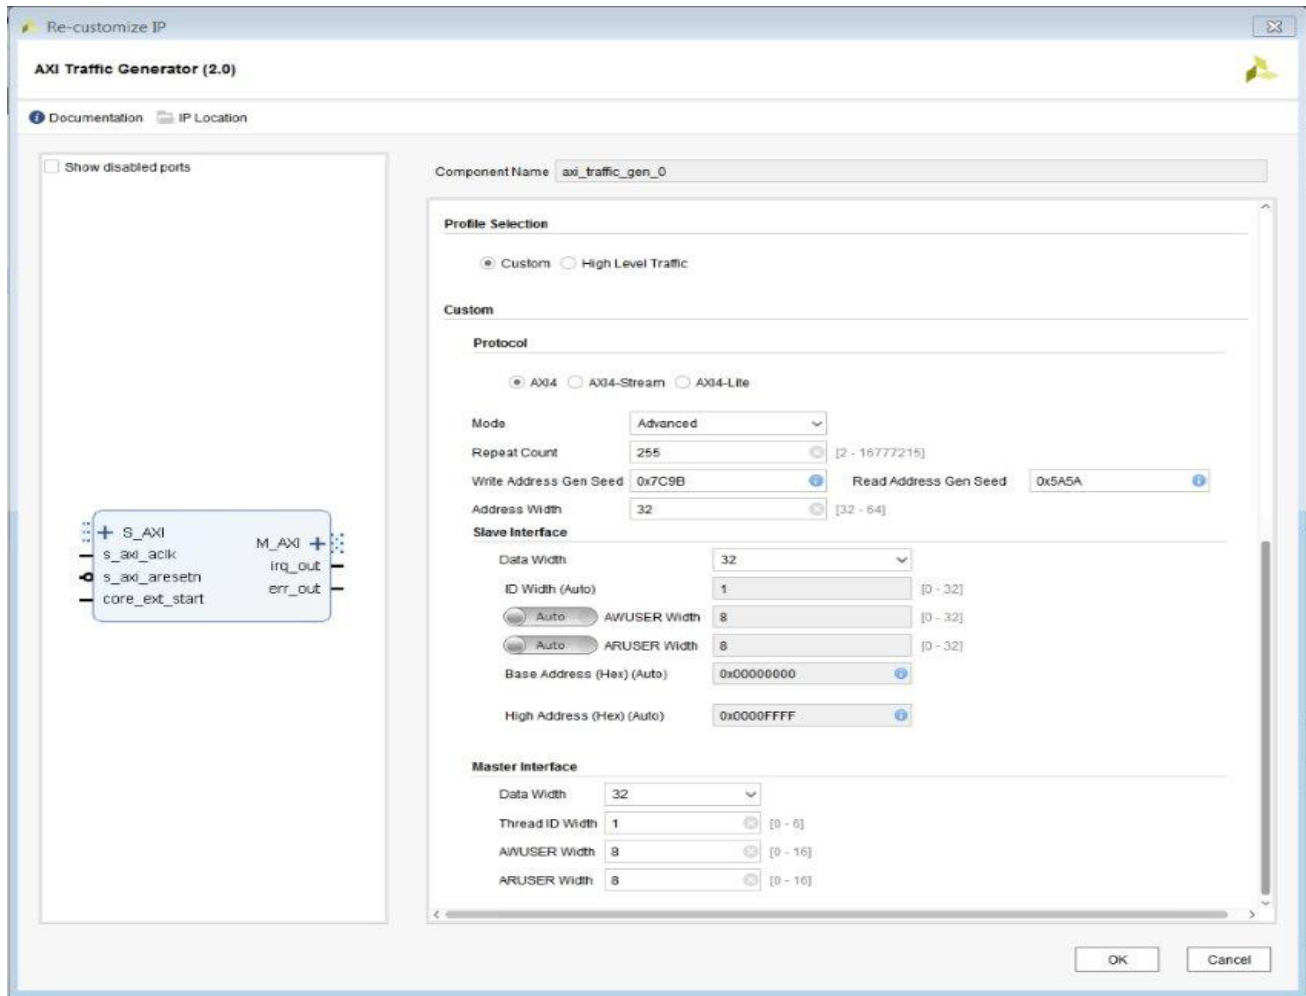 Re-customize IP
AXI Traffic Generator (2.0)
Documentation IP Location
Show disabled ports
S_AXI
s_axi_aclk
s_axi_aresetn
core_ext_start
M_AXI
irq_out
err_out
Component Name axi_traffic_gen_0
Profile Selection
Custom High Level Traffic
Custom
Protocol
AXI4 AXI4-Stream AXI4-Lite
Mode Advanced
Repeat Count 255 [2 - 16777215]
Write Address Gen Seed 0x7C9B Read Address Gen Seed 0x5A5A
Address Width 32 [32 - 64]
Slave Interface
Data Width 32
ID Width (Auto) 1 [0 - 32]
Auto AWUSER Width 8 [0 - 32]
Auto ARUSER Width 8 [0 - 32]
Base Address (Hex) (Auto) 0x00000000
High Address (Hex) (Auto) 0x0000FFFF
Master Interface
Data Width 32
Thread ID Width 1 [0 - 6]
AWUSER Width 8 [0 - 16]
ARUSER Width 8 [0 - 16]
OK Cancel